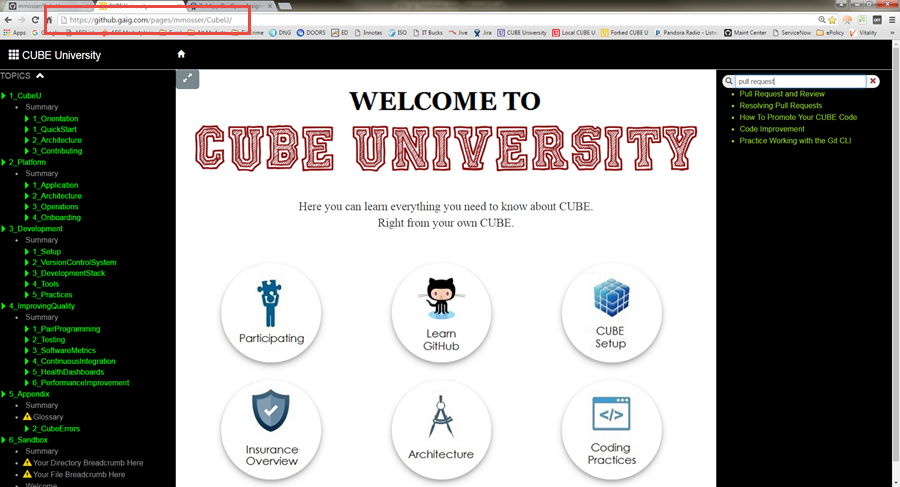 https://github.gaig.com/pages/mmosser/CubeU/
Apps
DNG
DOORS
ED
Innotas
ISO
IT Bucks
Jive
Jira
CUBE University
Local CUBE U
Forked CUBE U
Pandora Radio - Listen
Maint Center
ServiceNow
ePolicy
Vitality
CUBE University
TOPICS
1_CubeU
Summary
1_Orientation
1_QuickStart
2_Architecture
3_Contributing
2_Platform
Summary
1_Application
2_Architecture
3_Operations
4_Onboarding
3_Development
Summary
1_Setup
2_VersionControlSystem
3_DevelopmentStack
4_Tools
5_Practices
4_ImprovingQuality
Summary
1_PairProgramming
2_Testing
3_SoftwareMetrics
4_ContinuousIntegration
5_HealthDashboards
6_PerformanceImprovement
5_Appendix
Summary
Glossary
2_CubeErrors
6_Sandbox
Summary
Your Directory Breadcrumb Here
Your File Breadcrumb Here
Welcome
WELCOME TO
CUBE UNIVERSITY
Here you can learn everything you need to know about CUBE.
Right from your own CUBE.
Participating
Learn
GitHub
CUBE
Setup
Insurance
Overview
Architecture
Coding
Practices
pull request
Pull Request and Review
Resolving Pull Requests
How To Promote Your CUBE Code
Code Improvement
Practice Working with the Git CLI